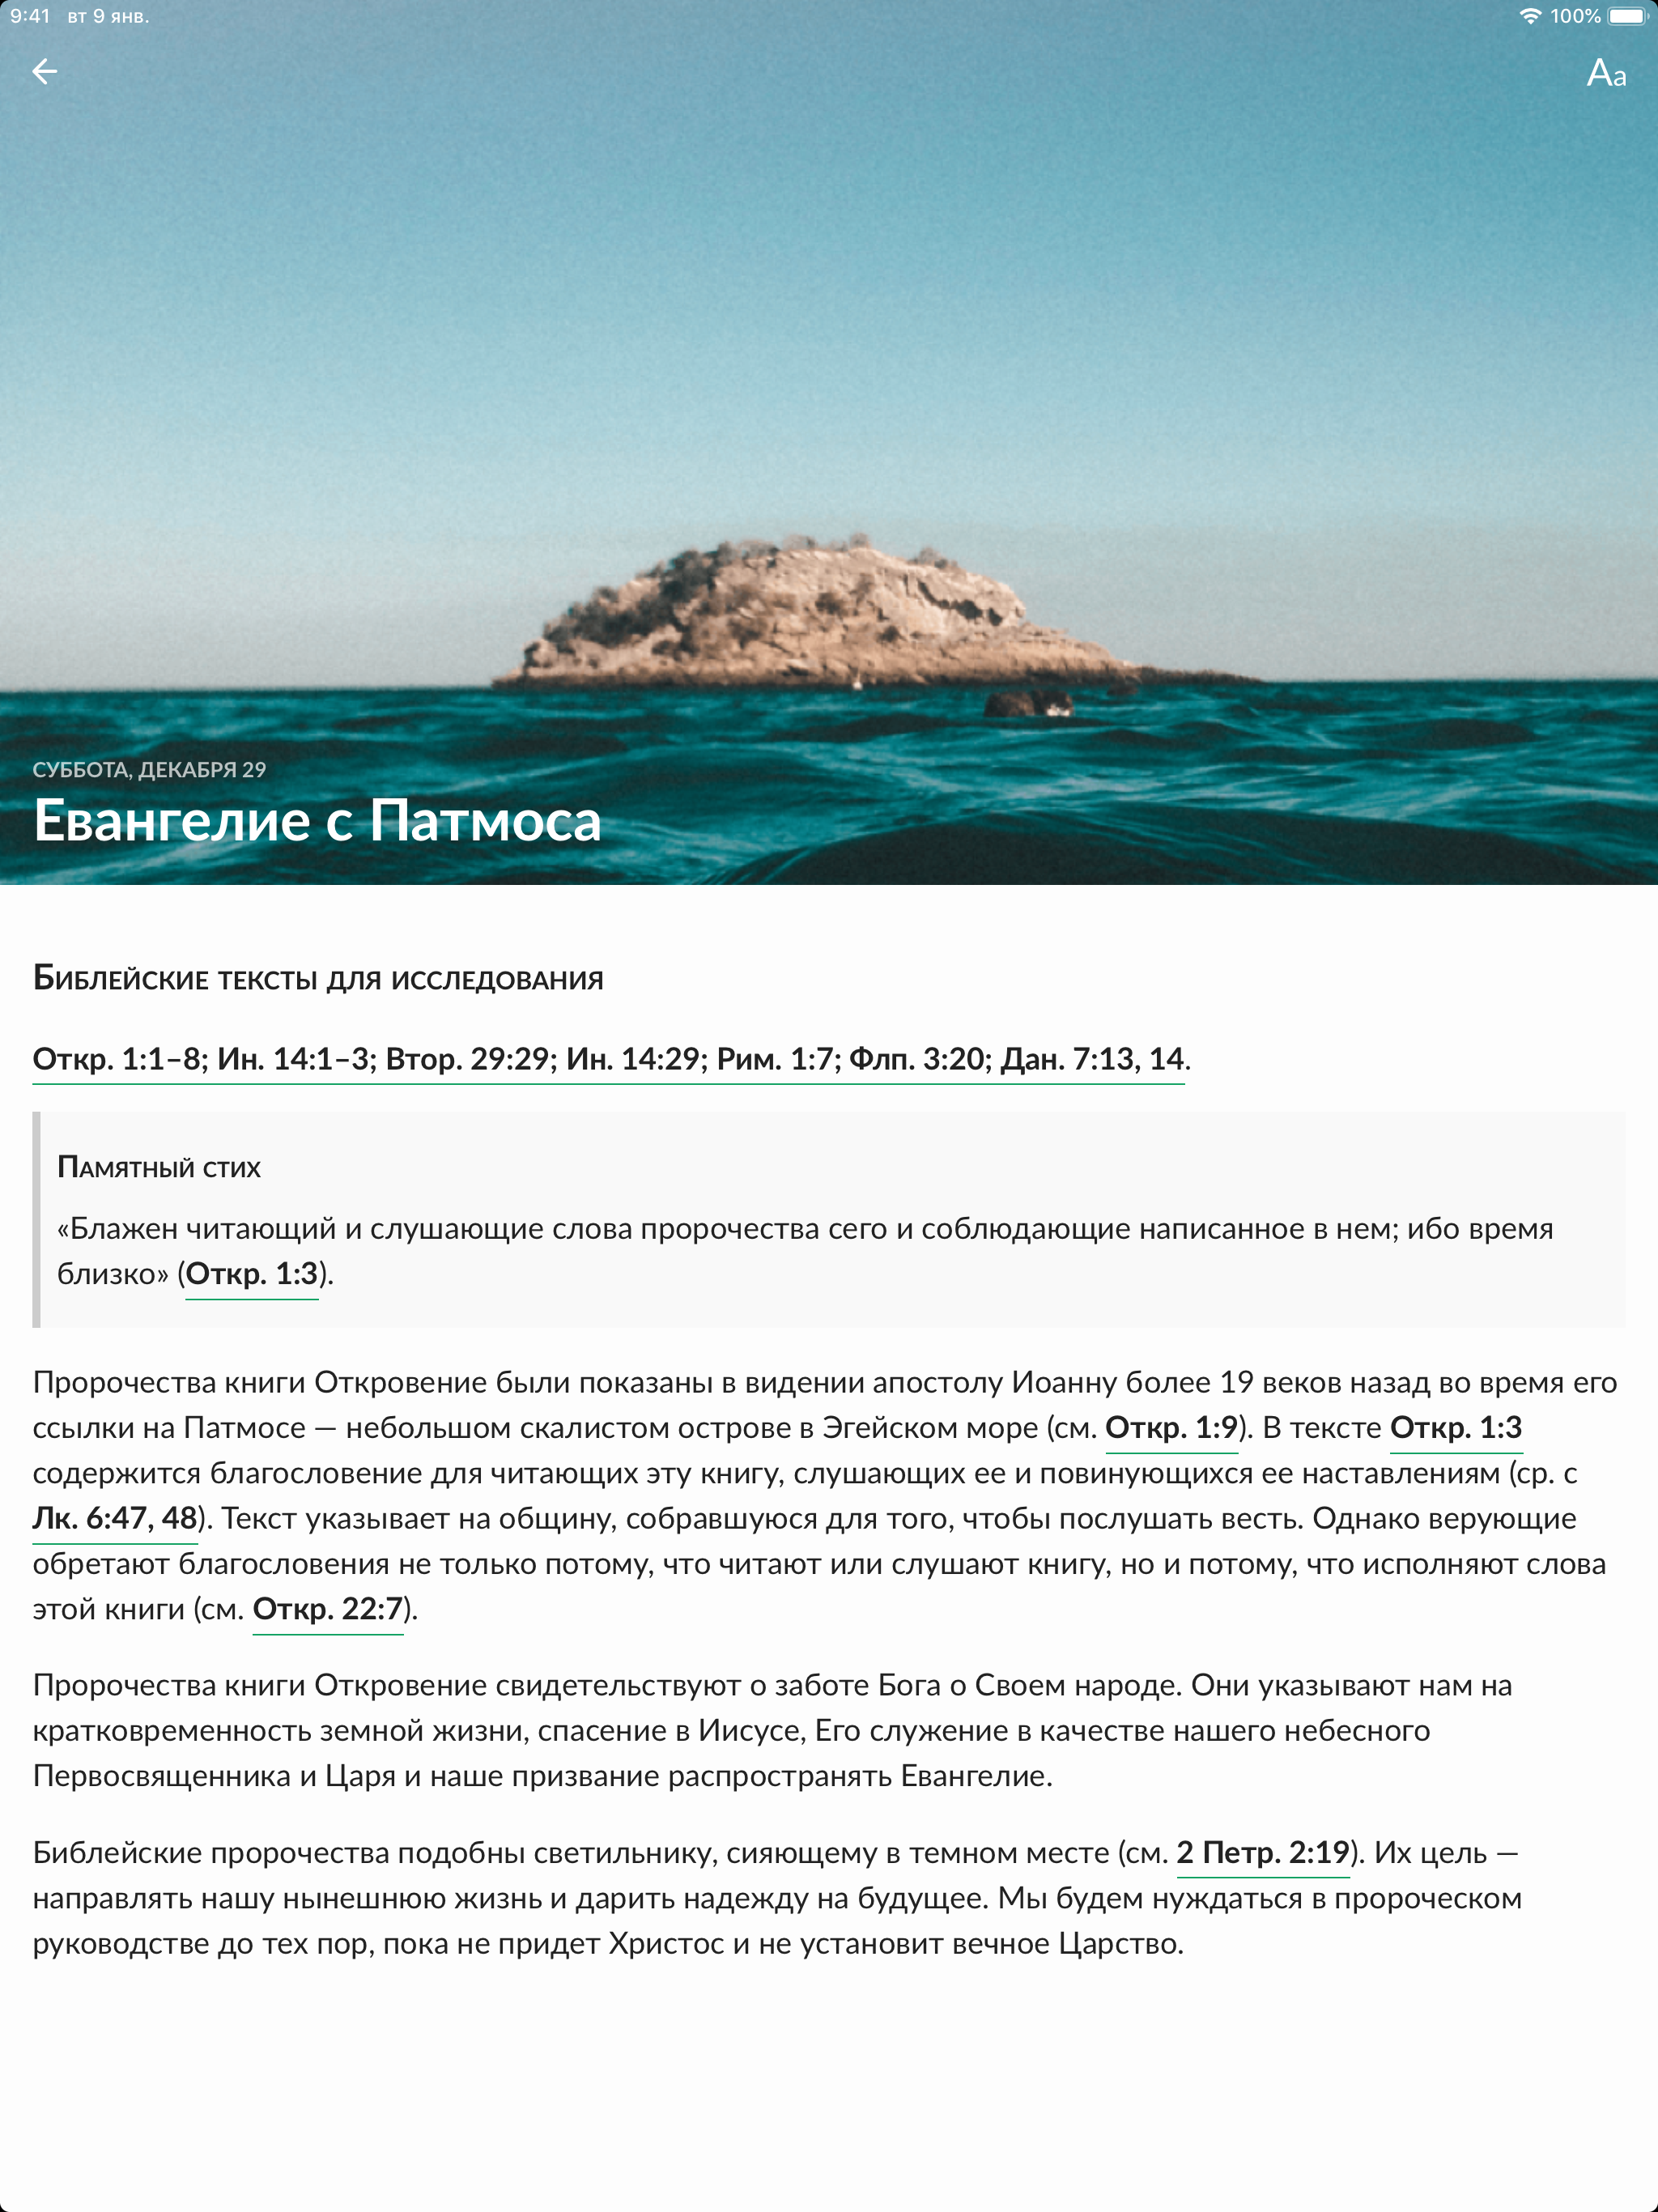 9:41 вт 9 янв. 100%
Aa
СУББОТА, ДЕКАБРЯ 29
Евангелие с Патмоса
Библейские тексты для исследования
Откр. 1:1–8; Ин. 14:1–3; Втор. 29:29; Ин. 14:29; Рим. 1:7; Флп. 3:20; Дан. 7:13, 14.
Памятный стих
«Блажен читающий и слушающие слова пророчества сего и соблюдающие написанное в нем; ибо время
близко» (Откр. 1:3).
Пророчества книги Откровение были показаны в видении апостолу Иоанну более 19 веков назад во время его
ссылки на Патмосе — небольшом скалистом острове в Эгейском море (см. Откр. 1:9). В тексте Откр. 1:3
содержится благословение для читающих эту книгу, слушающих ее и повинующихся ее наставлениям (ср. с
Лк. 6:47, 48). Текст указывает на общину, собравшуюся для того, чтобы послушать весть. Однако верующие
обретают благословения не только потому, что читают или слушают книгу, но и потому, что исполняют слова
этой книги (см. Откр. 22:7).
Пророчества книги Откровение свидетельствуют о заботе Бога о Своем народе. Они указывают нам на
кратковременность земной жизни, спасение в Иисусе, Его служение в качестве нашего небесного
Первосвященника и Царя и наше призвание распространять Евангелие.
Библейские пророчества подобны светильнику, сияющему в темном месте (см. 2 Петр. 2:19). Их цель —
направлять нашу нынешнюю жизнь и дарить надежду на будущее. Мы будем нуждаться в пророческом
руководстве до тех пор, пока не придет Христос и не установит вечное Царство.